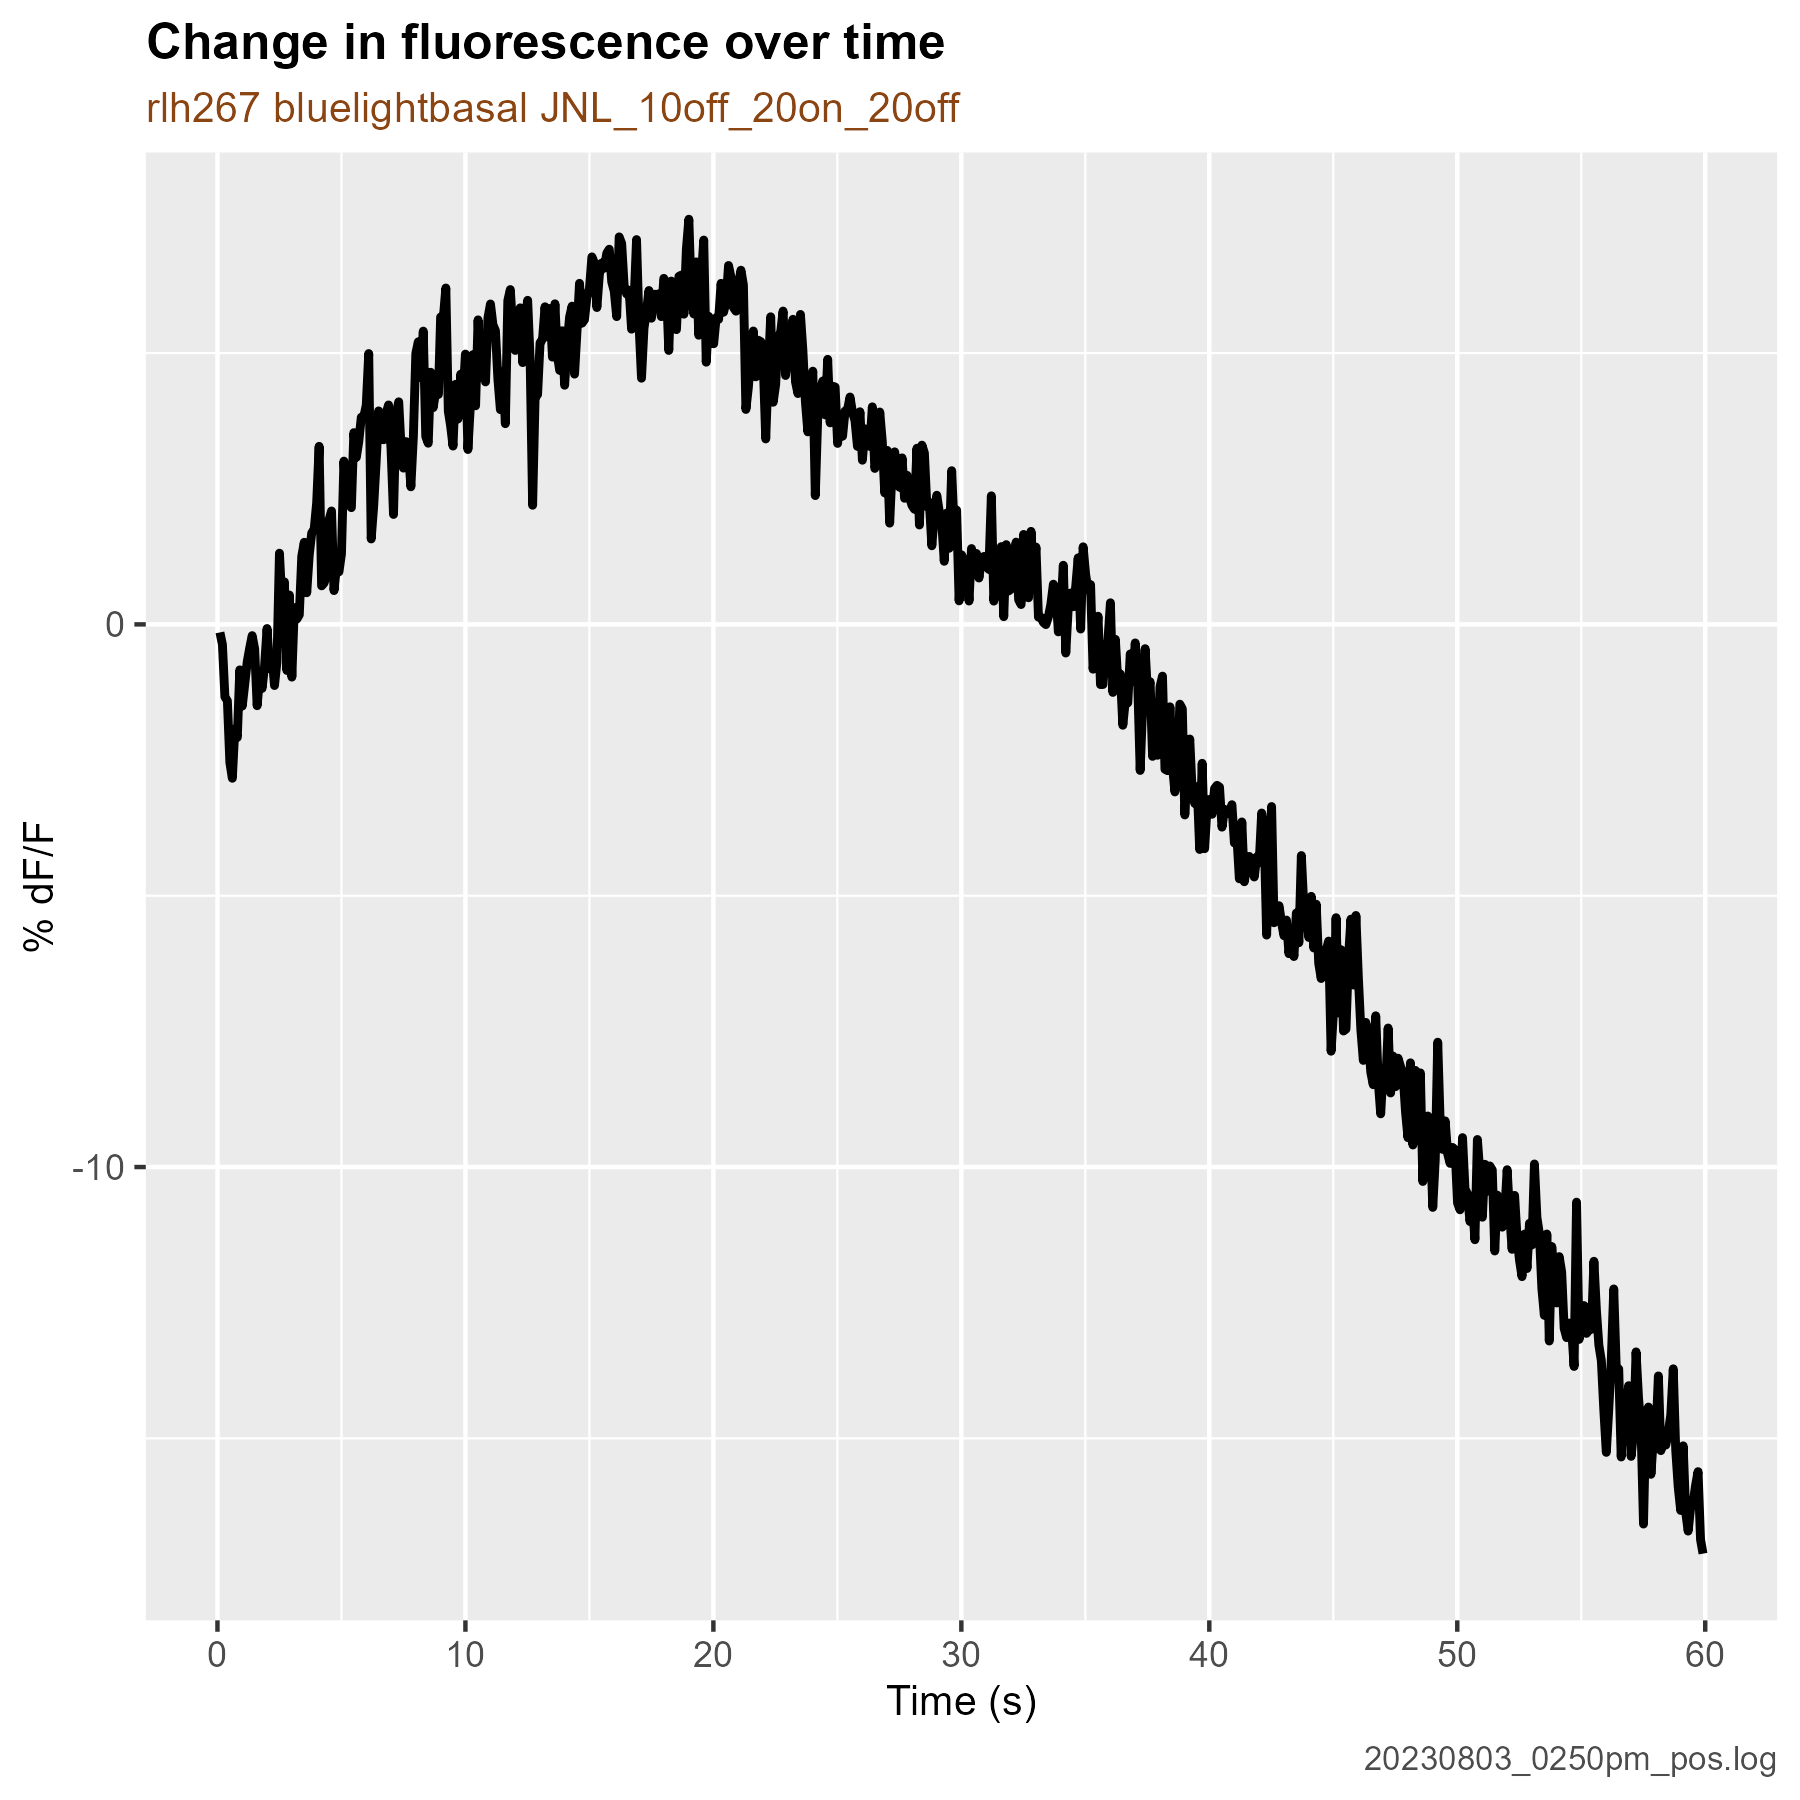 Change in fluorescence over time
rlh267 bluelightbasal JNL_10off_20on_20off
% dF/F
0
-10
0 10 20 30 40 50 60
Time (s)
20230803_0250pm_pos.log